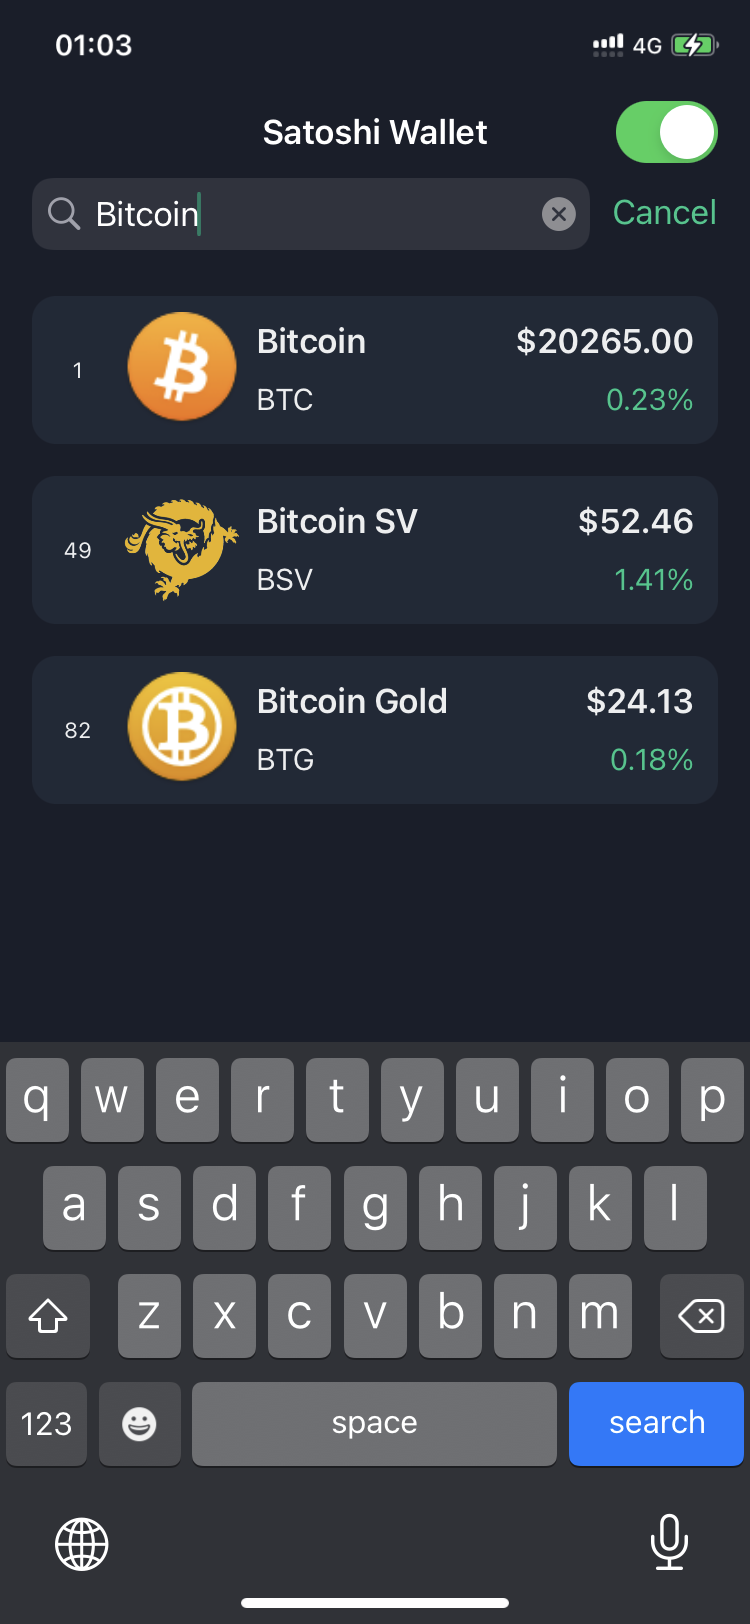 01:03 4G
Satoshi Wallet
Bitcoin Cancel
1 Bitcoin $20265.00
BTC 0.23%
49 Bitcoin SV $52.46
BSV 1.41%
82 Bitcoin Gold $24.13
BTG 0.18%
q w e r t y u i o p
a s d f g h j k l
z x c v b n m
123 space search